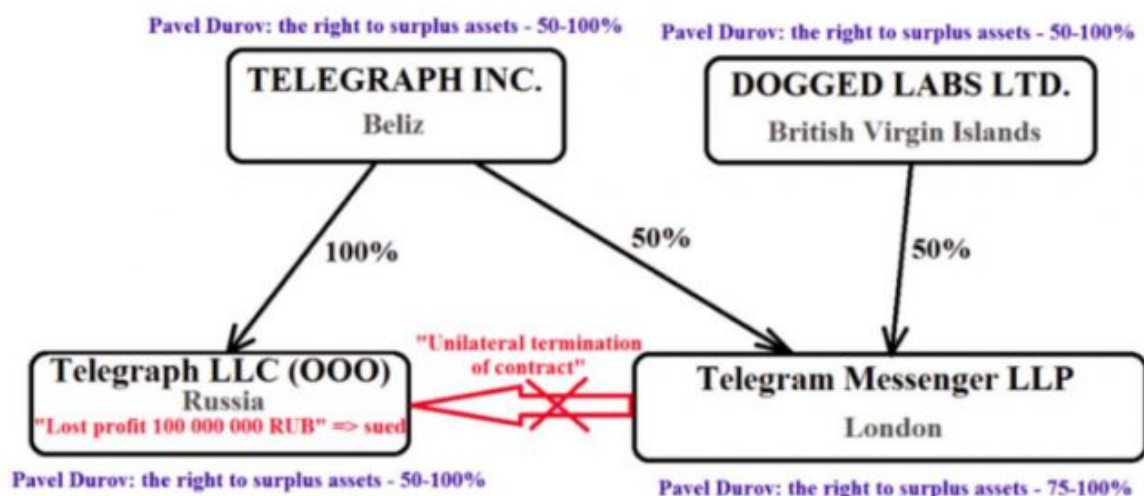 Pavel Durov: the right to surplus assets - 50-100%
Pavel Durov: the right to surplus assets - 50-100%
TELEGRAPH INC.
Beliz
DOGGED LABS LTD.
British Virgin Islands
100%
50%
50%
"Unilateral termination
of contract"
Telegraph LLC (OOO)
Russia
"Lost profit 100 000 000 RUB" => sued
Telegram Messenger LLP
London
Pavel Durov: the right to surplus assets - 50-100%
Pavel Durov: the right to surplus assets - 75-100%